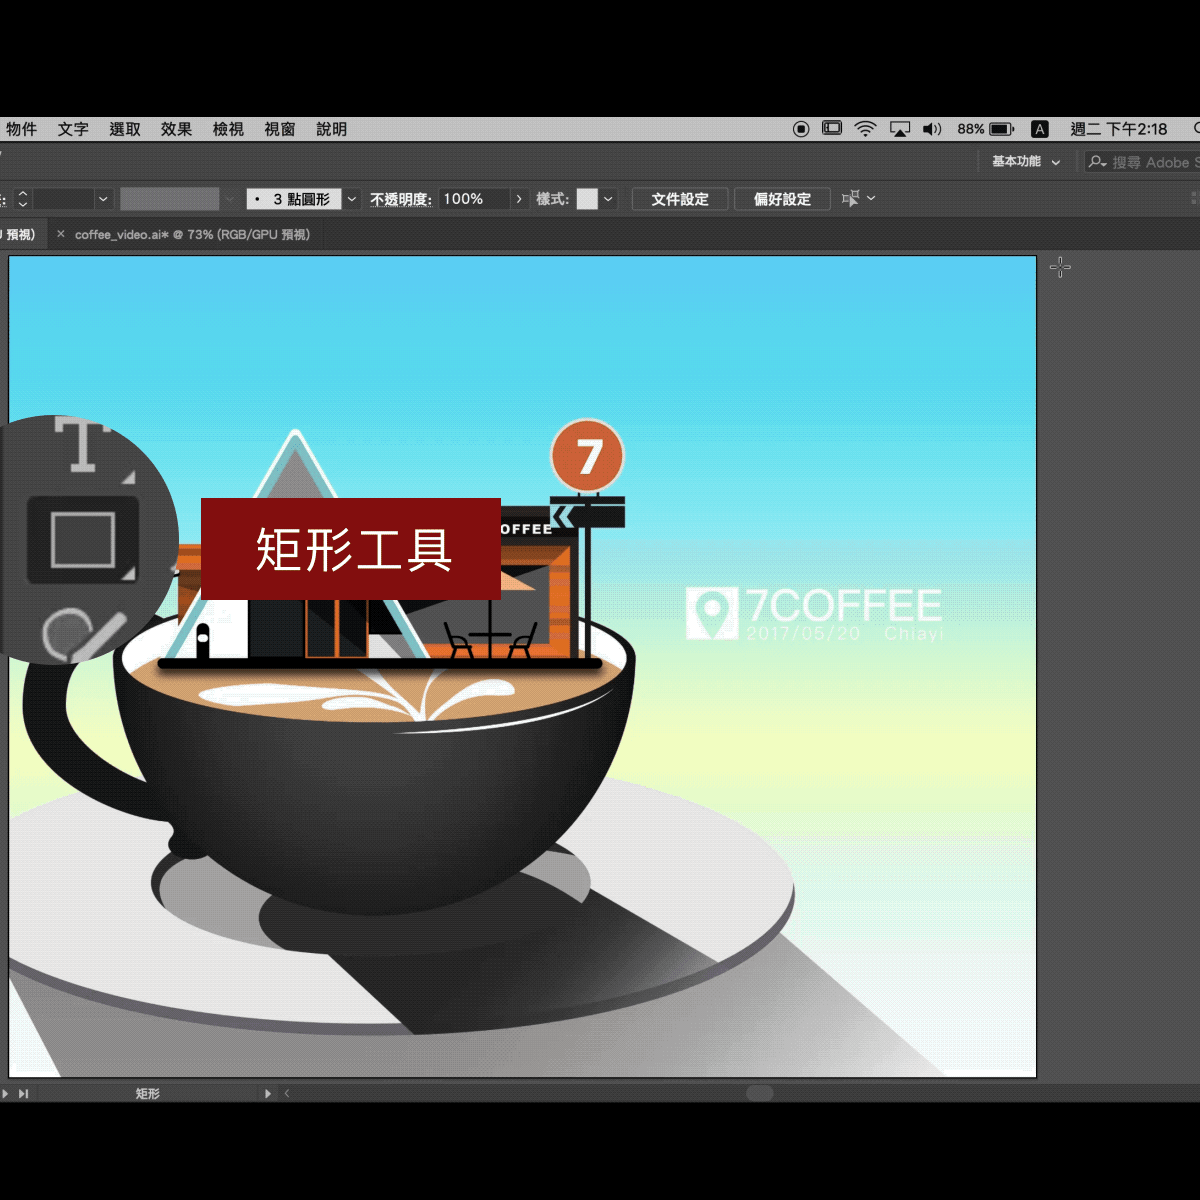 物件 文字 選取 效果 檢視 視窗 說明 88% A 週二 下午2:18
基本功能 搜尋 Adobe S
3 點圓形 不透明度: 100% 樣式: 文件設定 偏好設定
預視) × coffee_video.ai* @ 73% (RGB/GPU 預視)
7
OFFEE
T
矩形工具
7COFFEE
2017/05/20 Chiayi
矩形